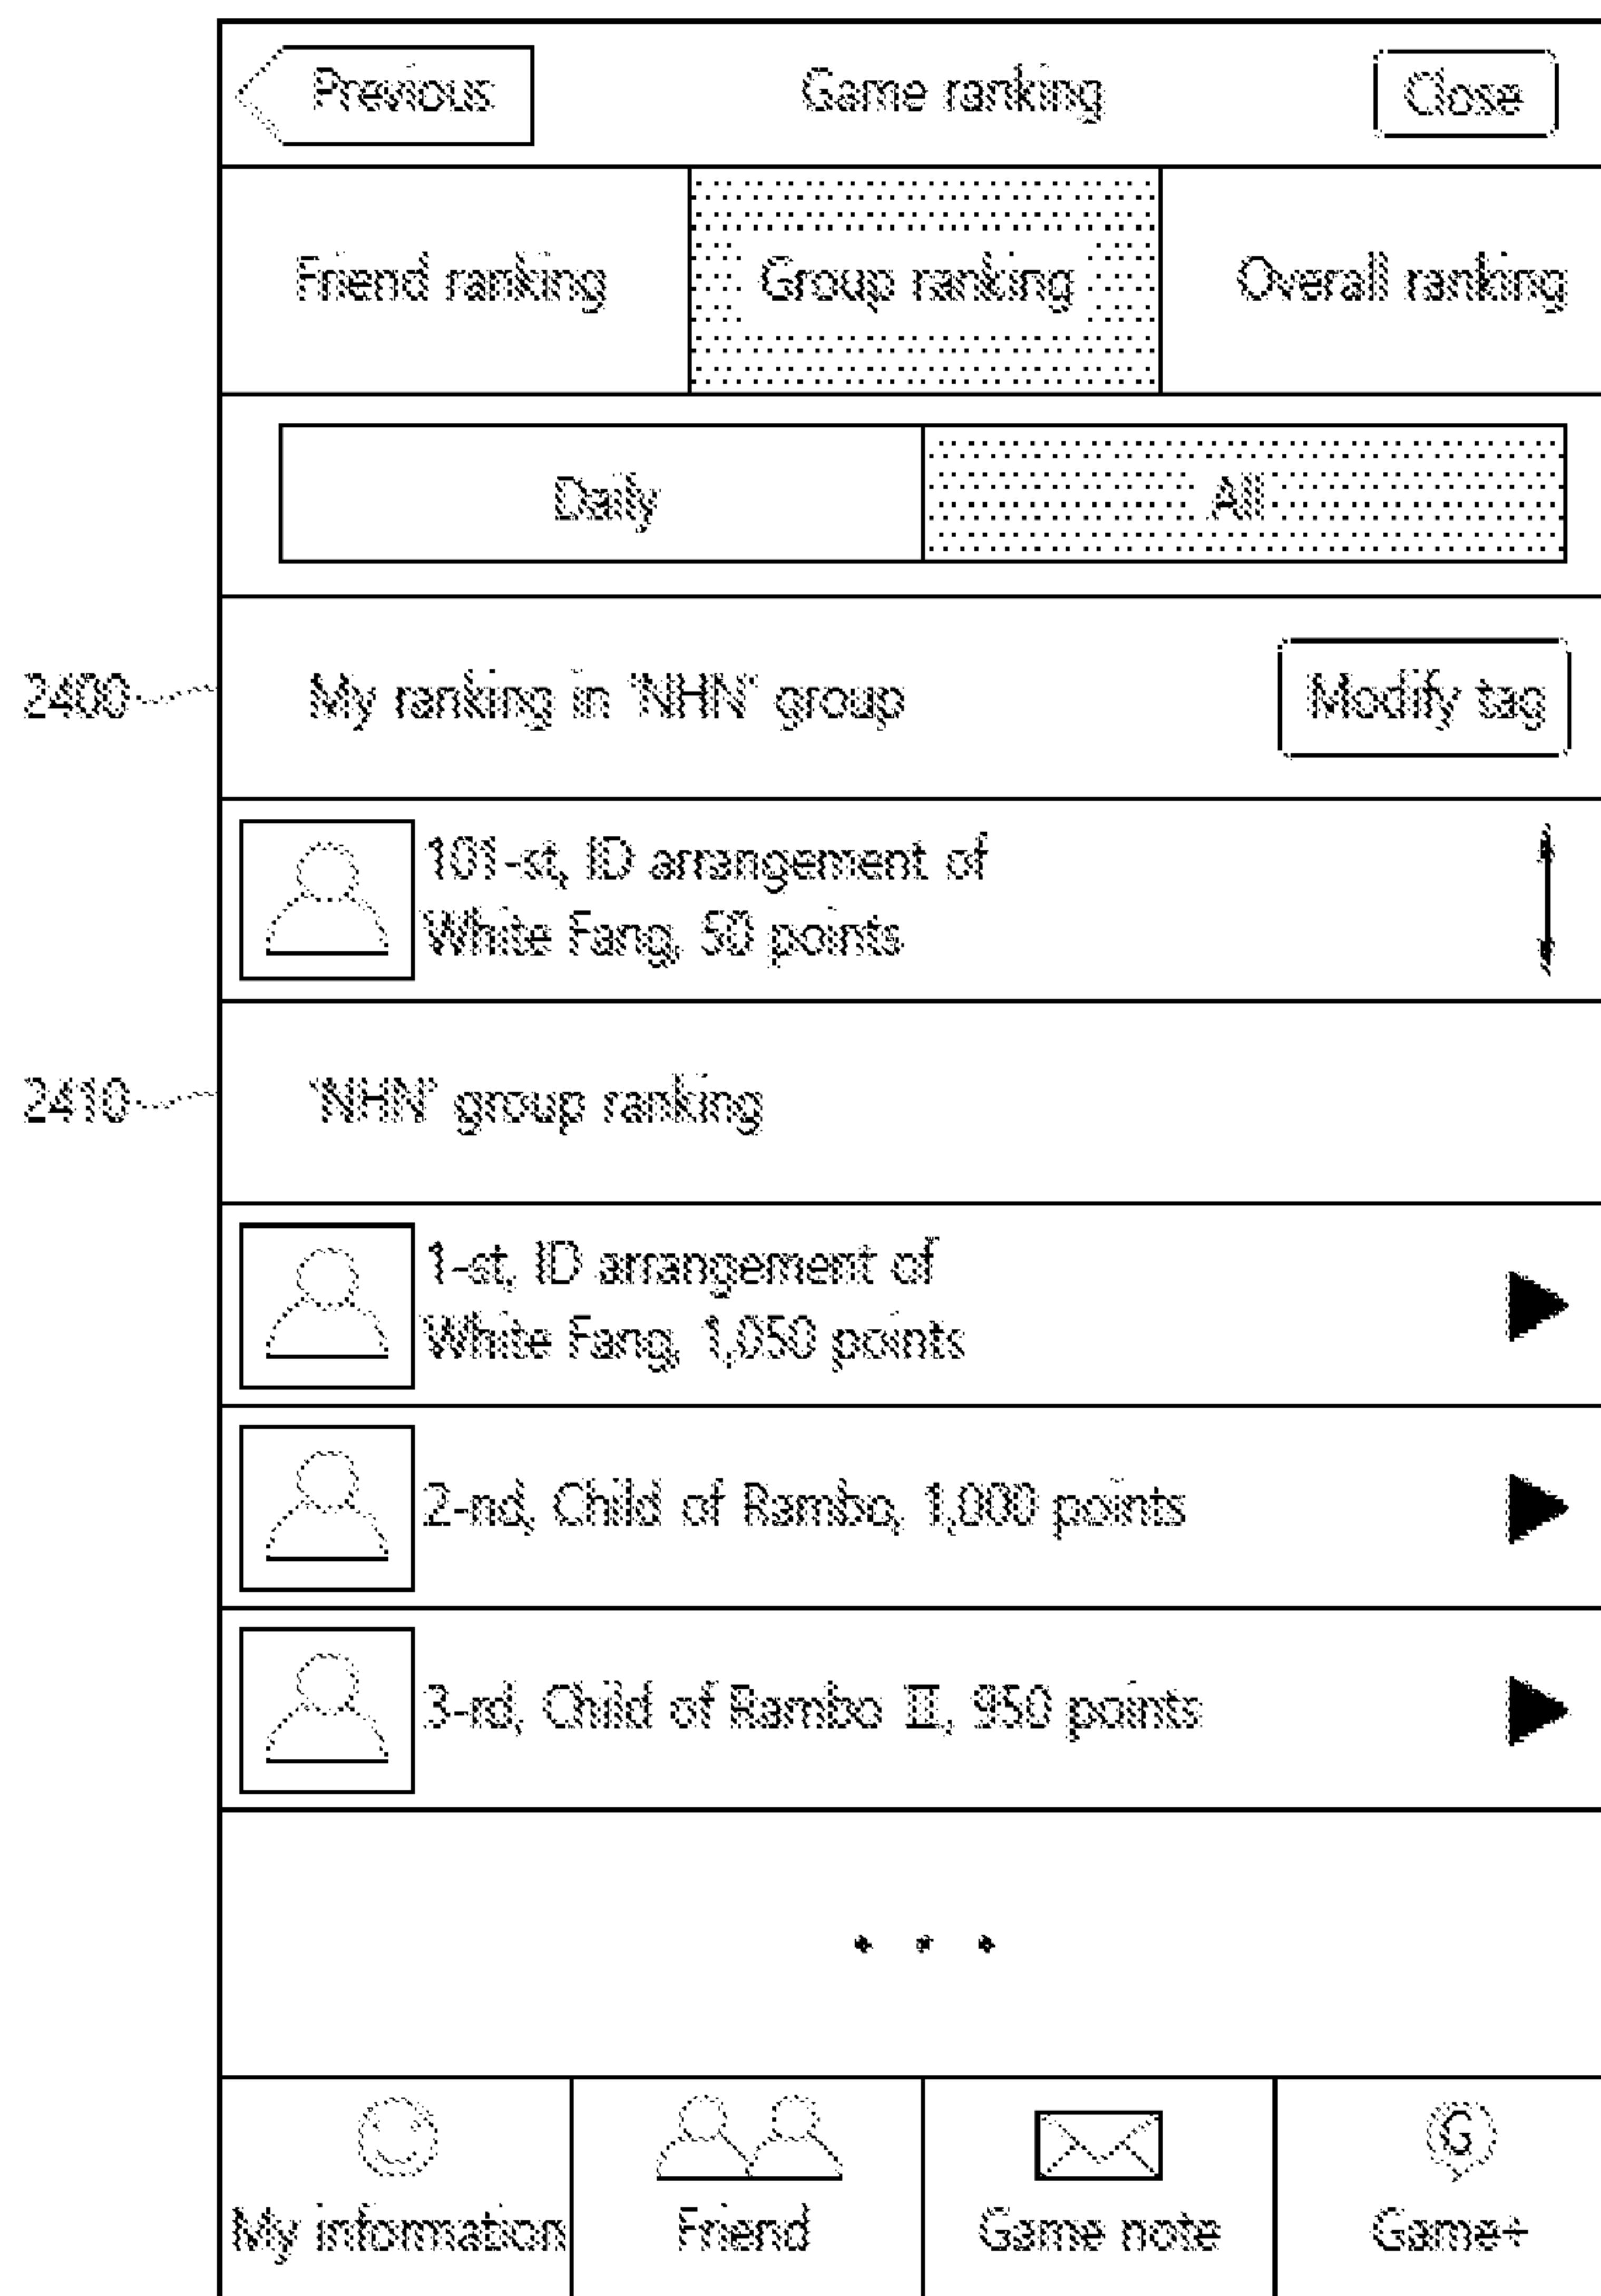 Previous Game ranking Close
Friend ranking Group ranking Overall ranking
Daily All
2400 My ranking in 'NHN' group Modify tag
101-st, ID arrangement of
White Fang, 50 points
2410 'NHN' group ranking
1-st, ID arrangement of
White Fang, 1,050 points
2-nd, Child of Rambo, 1,000 points
3-rd, Child of Rambo II, 950 points
...
G
My information Friend Game note Game+